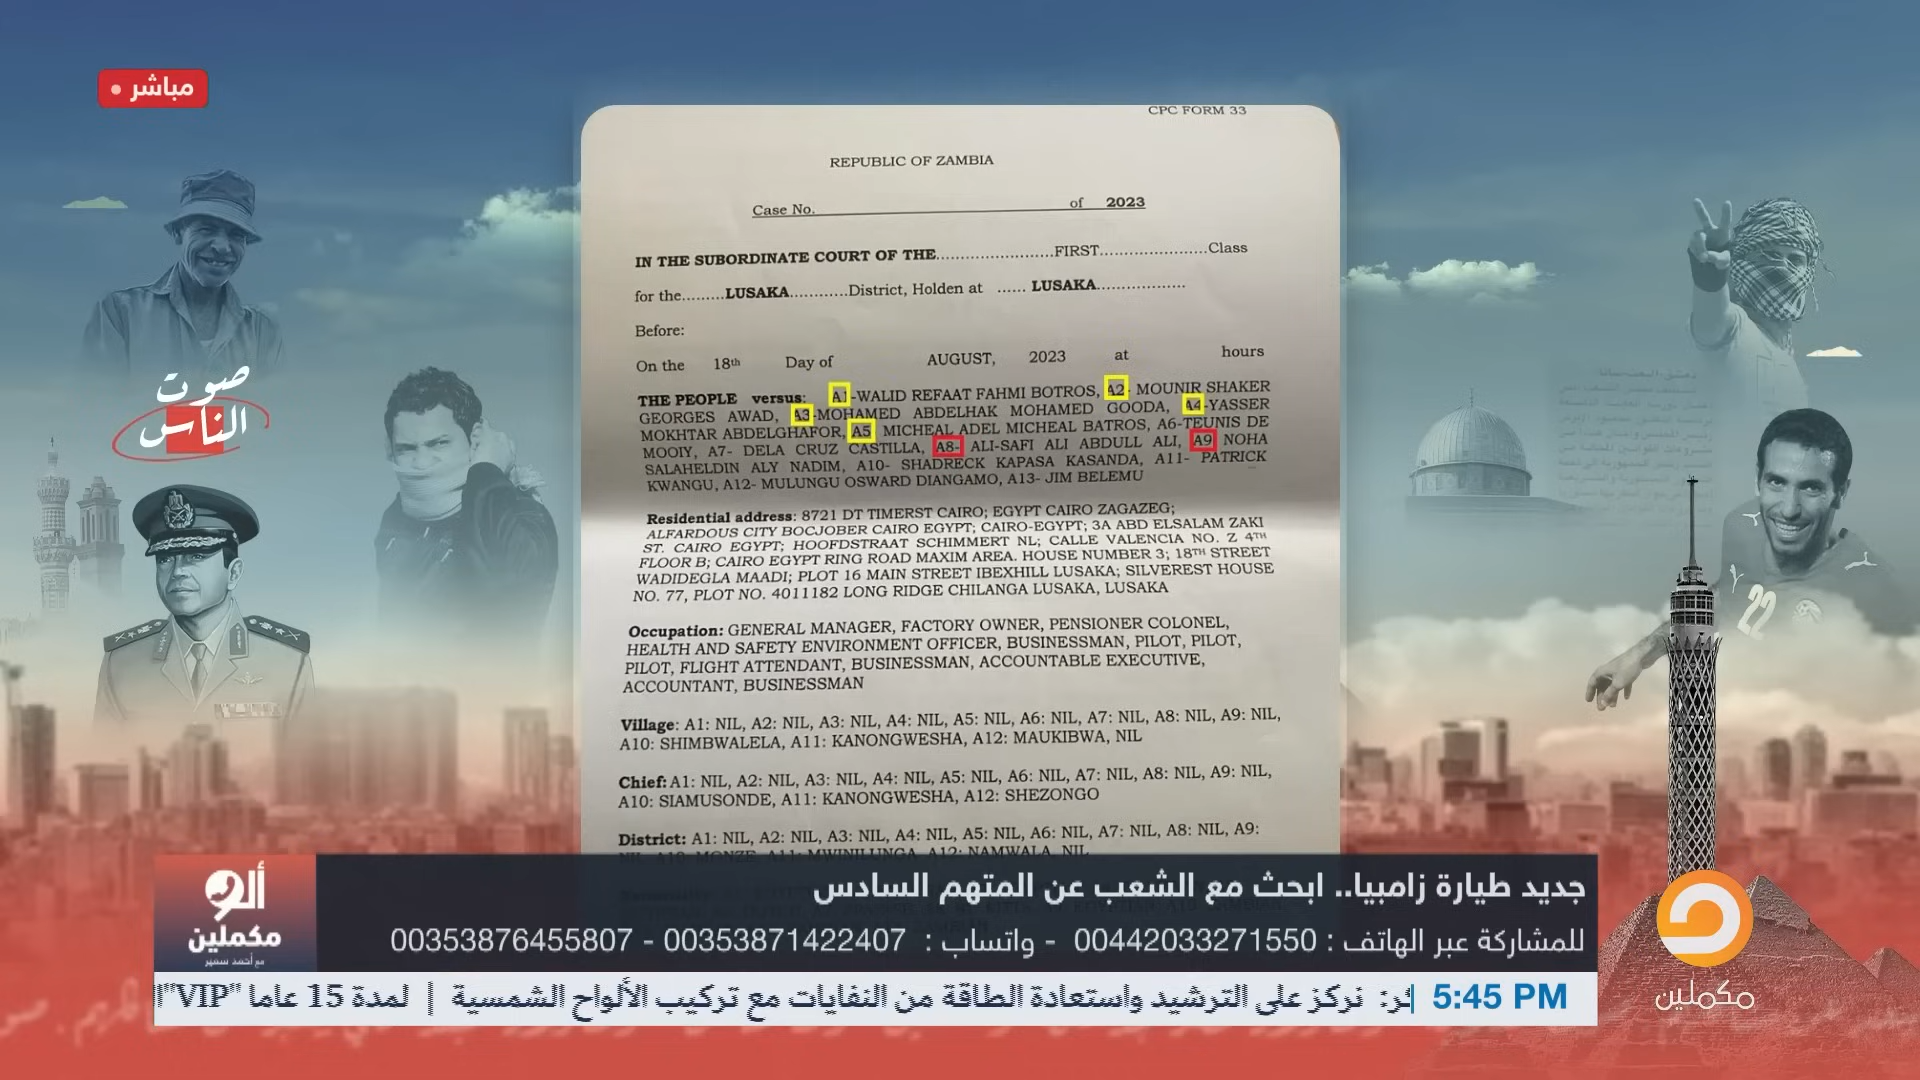 مباشر
CPC FORM 33
REPUBLIC OF ZAMBIA
Case No. of 2023
IN THE SUBORDINATE COURT OF THE........................FIRST......................Class
for the.........LUSAKA............District, Holden at ...... LUSAKA..................
Before:
On the 18th Day of AUGUST, 2023 at hours
THE PEOPLE versus: A1-WALID REFAAT FAHMI BOTROS, A2- MOUNIR SHAKER
GEORGES AWAD, A3-MOHAMED ABDELHAK MOHAMED GOODA, A4-YASSER
MOKHTAR ABDELGHAFOR, A5 MICHEAL ADEL MICHEAL BATROS, A6-TEUNIS DE
MOOIY, A7- DELA CRUZ CASTILLA, A8- ALI-SAFI ALI ABDULL ALI, A9 NOHA
SALAHELDIN ALY NADIM, A10- SHADRECK KAPASA KASANDA, A11- PATRICK
KWANGU, A12- MULUNGU OSWARD DIANGAMO, A13- JIM BELEMU
Residential address: 8721 DT TIMERST CAIRO; EGYPT CAIRO ZAGAZEG;
ALFARDOUS CITY BOCJOBER CAIRO EGYPT; CAIRO-EGYPT; 3A ABD ELSALAM ZAKI
ST. CAIRO EGYPT; HOOFDSTRAAT SCHIMMERT NL; CALLE VALENCIA NO. Z 4TH
FLOOR B; CAIRO EGYPT RING ROAD MAXIM AREA. HOUSE NUMBER 3; 18TH STREET
WADIDEGLA MAADI; PLOT 16 MAIN STREET IBEXHILL LUSAKA; SILVEREST HOUSE
NO. 77, PLOT NO. 4011182 LONG RIDGE CHILANGA LUSAKA, LUSAKA
Occupation: GENERAL MANAGER, FACTORY OWNER, PENSIONER COLONEL,
HEALTH AND SAFETY ENVIRONMENT OFFICER, BUSINESSMAN, PILOT, PILOT,
PILOT, FLIGHT ATTENDANT, BUSINESSMAN, ACCOUNTABLE EXECUTIVE,
ACCOUNTANT, BUSINESSMAN
Village: A1: NIL, A2: NIL, A3: NIL, A4: NIL, A5: NIL, A6: NIL, A7: NIL, A8: NIL, A9: NIL,
A10: SHIMBWALELA, A11: KANONGWESHA, A12: MAUKIBWA, NIL
Chief: A1: NIL, A2: NIL, A3: NIL, A4: NIL, A5: NIL, A6: NIL, A7: NIL, A8: NIL, A9: NIL,
A10: SIAMUSONDE, A11: KANONGWESHA, A12: SHEZONGO
District: A1: NIL, A2: NIL, A3: NIL, A4: NIL, A5: NIL, A6: NIL, A7: NIL, A8: NIL, A9:
NIL, A10: MONZE, A11: MWINILUNGA, A12: NAMWALA, NIL
صوت
الناس
22
ألو
مكملين
مع أحمد سمير
جديد طيارة زامبيا.. ابحث مع الشعب عن المتهم السادس
للمشاركة عبر الهاتف : 00442033271550 - واتساب : 00353871422407 - 00353876455807
5:45 PM
كر: نركز على الترشيد واستعادة الطاقة من النفايات مع تركيب الألواح الشمسية | لمدة 15 عاما "VIP"
مكملين